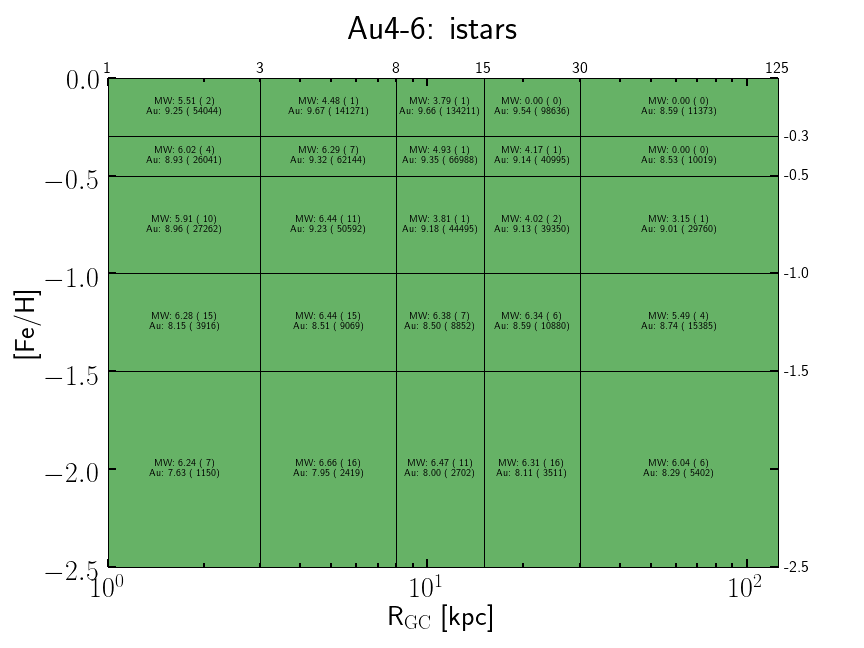 Au4-6: istars
1 3 8 15 30 125
0.0
MW: 5.51 ( 2) MW: 4.48 ( 1) MW: 3.79 ( 1) MW: 0.00 ( 0) MW: 0.00 ( 0)
Au: 9.25 ( 54044) Au: 9.67 ( 141271) Au: 9.66 ( 134211) Au: 9.54 ( 98636) Au: 8.59 ( 11373)
-0.3
MW: 6.02 ( 4) MW: 6.29 ( 7) MW: 4.93 ( 1) MW: 4.17 ( 1) MW: 0.00 ( 0)
Au: 8.93 ( 26041) Au: 9.32 ( 62144) Au: 9.35 ( 66988) Au: 9.14 ( 40995) Au: 8.53 ( 10019)
−0.5 -0.5
MW: 5.91 ( 10) MW: 6.44 ( 11) MW: 3.81 ( 1) MW: 4.02 ( 2) MW: 3.15 ( 1)
Au: 8.96 ( 27262) Au: 9.23 ( 50592) Au: 9.18 ( 44495) Au: 9.13 ( 39350) Au: 9.01 ( 29760)
−1.0 -1.0
MW: 6.28 ( 15) MW: 6.44 ( 15) MW: 6.38 ( 7) MW: 6.34 ( 6) MW: 5.49 ( 4)
Au: 8.15 ( 3916) Au: 8.51 ( 9069) Au: 8.50 ( 8852) Au: 8.59 ( 10880) Au: 8.74 ( 15385)
[Fe/H]
−1.5 -1.5
MW: 6.24 ( 7) MW: 6.66 ( 16) MW: 6.47 ( 11) MW: 6.31 ( 16) MW: 6.04 ( 6)
Au: 7.63 ( 1150) Au: 7.95 ( 2419) Au: 8.00 ( 2702) Au: 8.11 ( 3511) Au: 8.29 ( 5402)
−2.0
−2.5 -2.5
10⁰ 10¹ 10²
R_GC [kpc]